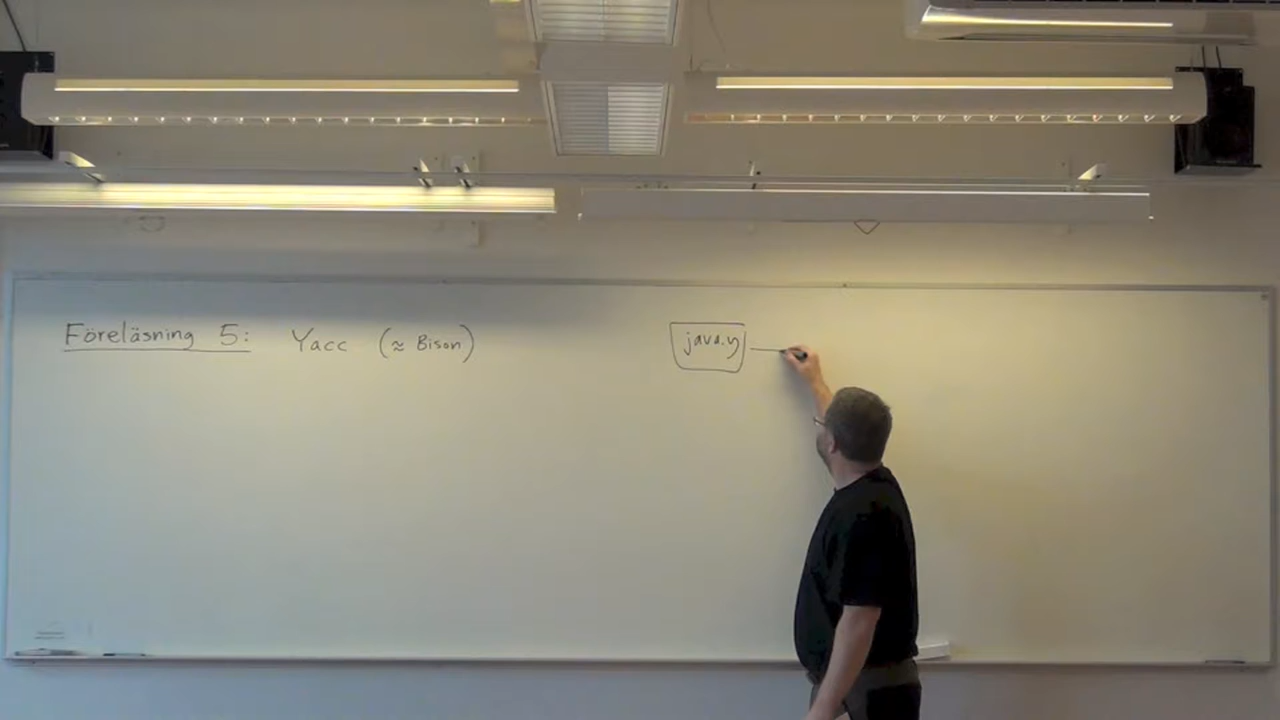 Föreläsning 5: Yacc (≈ Bison)
java.y